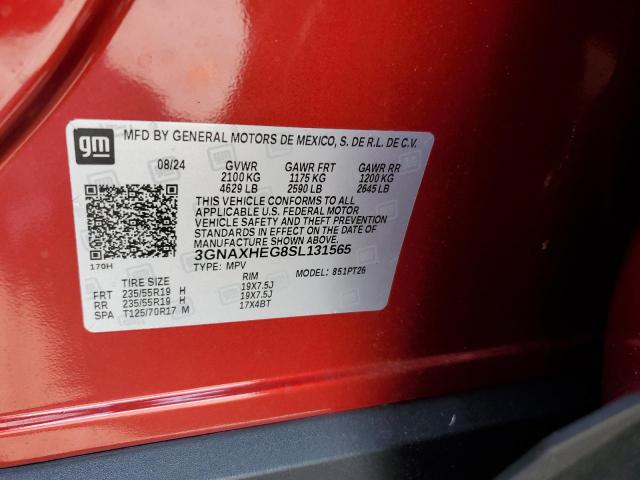 gm
MFD BY GENERAL MOTORS DE MEXICO, S. DE R.L. DE C.V.
08/24 GVWR GAWR FRT GAWR RR
2100 KG 1175 KG 1200 KG
4629 LB 2590 LB 2645 LB
THIS VEHICLE CONFORMS TO ALL
APPLICABLE U.S. FEDERAL MOTOR
VEHICLE SAFETY AND THEFT PREVENTION
STANDARDS IN EFFECT ON THE DATE OF
MANUFACTURE SHOWN ABOVE.
170H 3GNAXHEG8SL131565
TYPE: MPV MODEL: 851PT26
TIRE SIZE RIM
FRT 235/55R19 H 19X7.5J
RR 235/55R19 H 19X7.5J
SPA T125/70R17 M 17X4BT